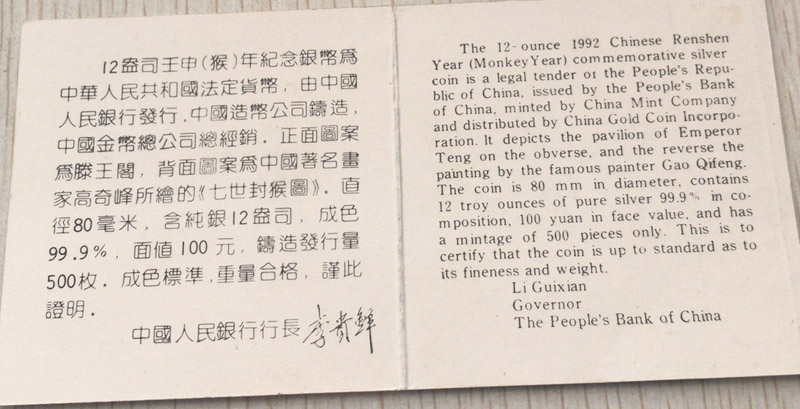 12盎司壬申(猴)年紀念銀幣爲
中華人民共和國法定貨幣，由中國
人民銀行發行，中國造幣公司鑄造，
中國金幣總公司總經銷．正面圖案
爲滕王閣，背面圖案爲中國著名畫
家高奇峰所繪的《七世封猴圖》．直
徑80毫米，含純銀12盎司，成色
99.9%，面値100元，鑄造發行量
500枚．成色標準，重量合格，謹此
證明．
中國人民銀行行長 李貴鮮
The 12-ounce 1992 Chinese Renshen
Year (Monkey Year) commemorative silver
coin is a legal tender of the People's Repu-
blic of China, issued by the People's Bank
of China, minted by China Mint Company
and distributed by China Gold Coin Incorpo-
ration. It depicts the pavilion of Emperor
Teng on the obverse, and the reverse the
painting by the famous painter Gao Qifeng.
The coin is 80 mm in diameter, contains
12 troy ounces of pure silver 99.9% in co-
mposition, 100 yuan in face value, and has
a mintage of 500 pieces only. This is to
certify that the coin is up to standard as to
its fineness and weight.
Li Guixian
Governor
The People's Bank of China